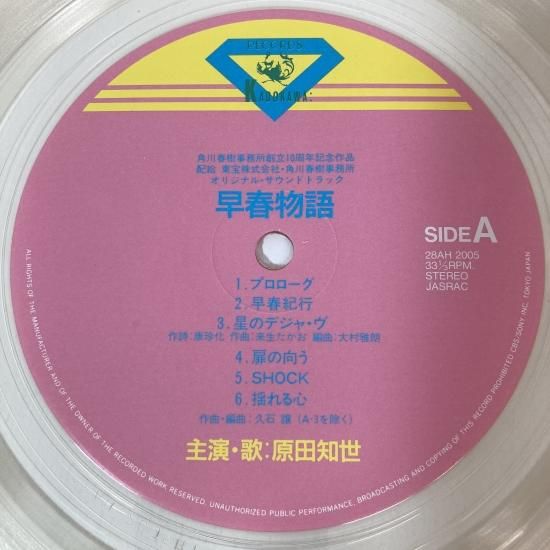 RECORDS
KADOKAWA:
角川春樹事務所創立10周年記念作品
配給 東宝株式会社・角川春樹事務所
オリジナル・サウンドトラック
早春物語
SIDE A
28AH 2005
33⅓RPM.
STEREO
JASRAC
1.プロローグ
2.早春紀行
3.星のデジャ・ヴ
作詩:康珍化 作曲:来生たかお 編曲:大村雅朗
4.扉の向う
5.SHOCK
6.揺れる心
作曲・編曲:久石 譲(A-3を除く)
主演・歌:原田知世
ALL RIGHTS OF THE MANUFACTURER AND OF THE OWNER OF THE RECORDED WORK RESERVED. UNAUTHORIZED PUBLIC PERFORMANCE, BROADCASTING AND COPYING OF THIS RECORD PROHIBITED CBS/SONY INC. TOKYO JAPAN